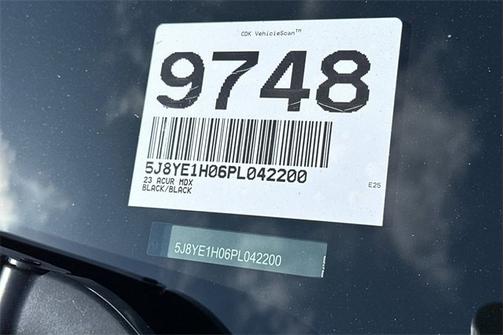 CDK VehicleScan™
9748
5J8YE1H06PL042200
23 ACUR MDX
BLACK/BLACK
E25
5J8YE1H06PL042200